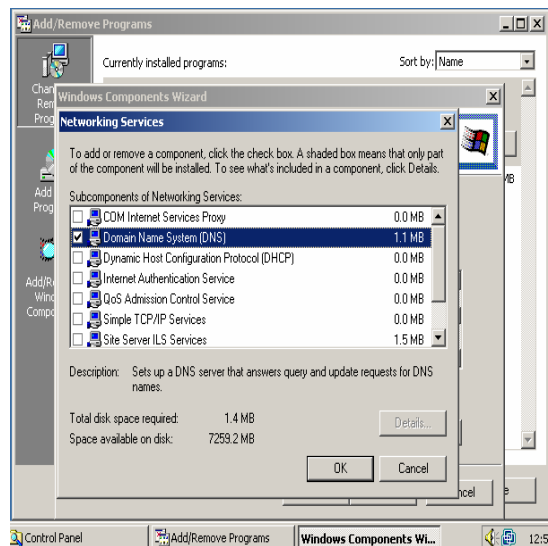 Add/Remove Programs
Currently installed programs:
Sort by: Name
Windows Components Wizard
Networking Services
To add or remove a component, click the check box. A shaded box means that only part
of the component will be installed. To see what's included in a component, click Details.
Subcomponents of Networking Services:
COM Internet Services Proxy 0.0 MB
Domain Name System (DNS) 1.1 MB
Dynamic Host Configuration Protocol (DHCP) 0.0 MB
Internet Authentication Service 0.0 MB
QoS Admission Control Service 0.0 MB
Simple TCP/IP Services 0.0 MB
Site Server ILS Services 1.5 MB
Description: Sets up a DNS server that answers query and update requests for DNS
names.
Total disk space required: 1.4 MB
Details...
Space available on disk: 7259.2 MB
OK
Cancel
Control Panel
Add/Remove Programs
Windows Components Wi...
12:5